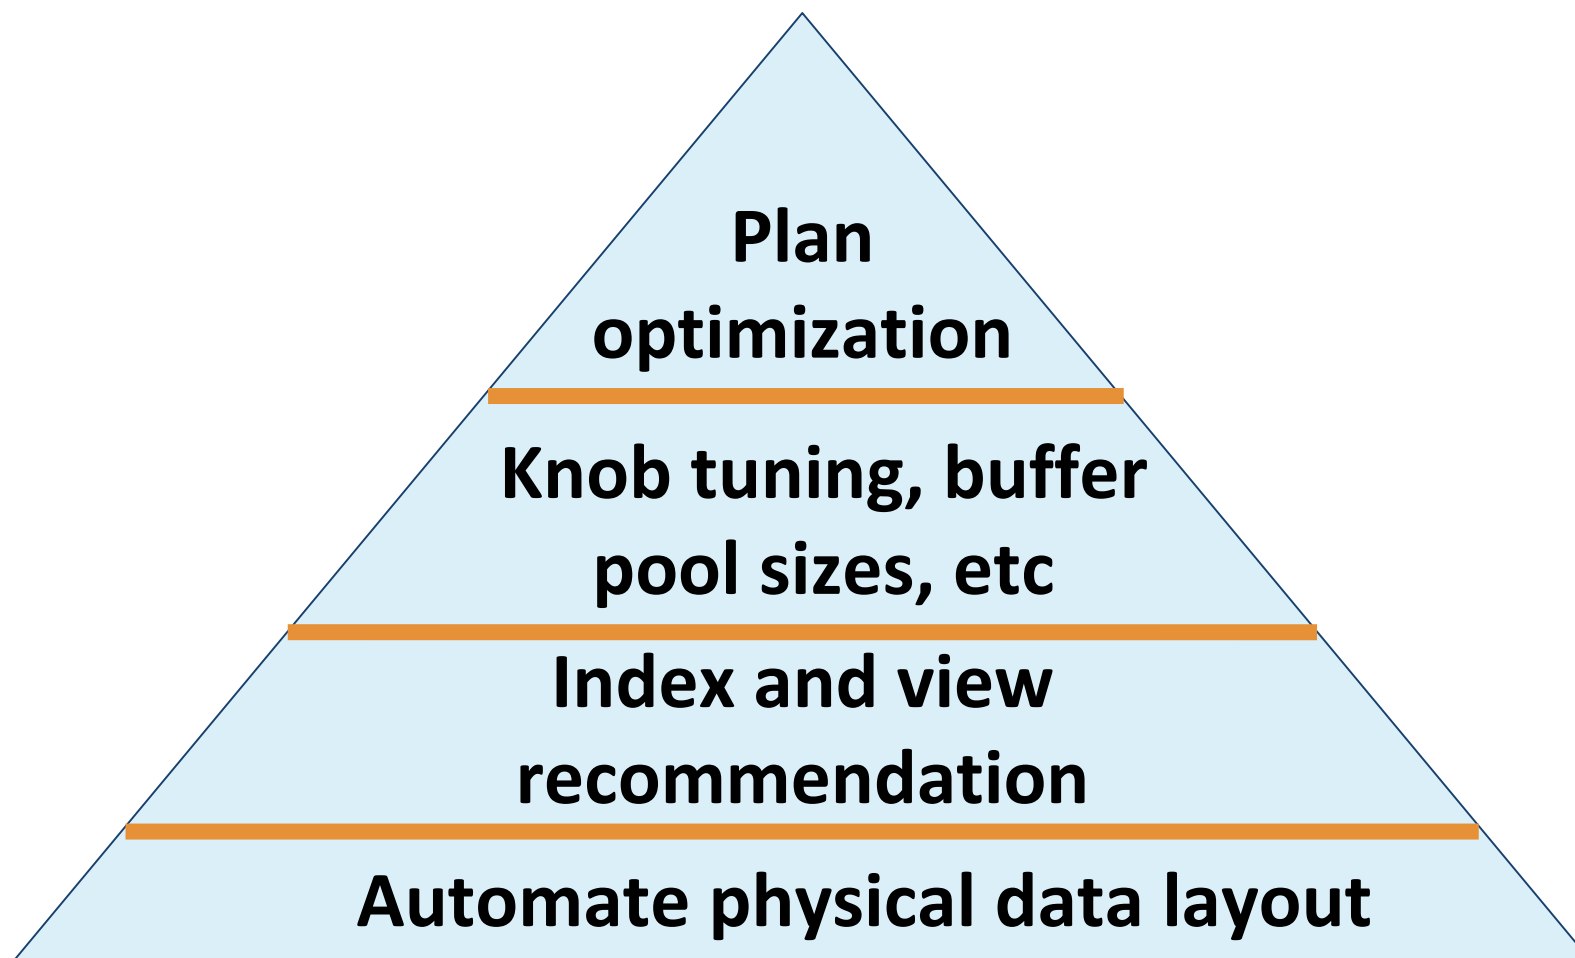 Plan
optimization
Knob tuning, buffer
pool sizes, etc
Index and view
recommendation
Automate physical data layout